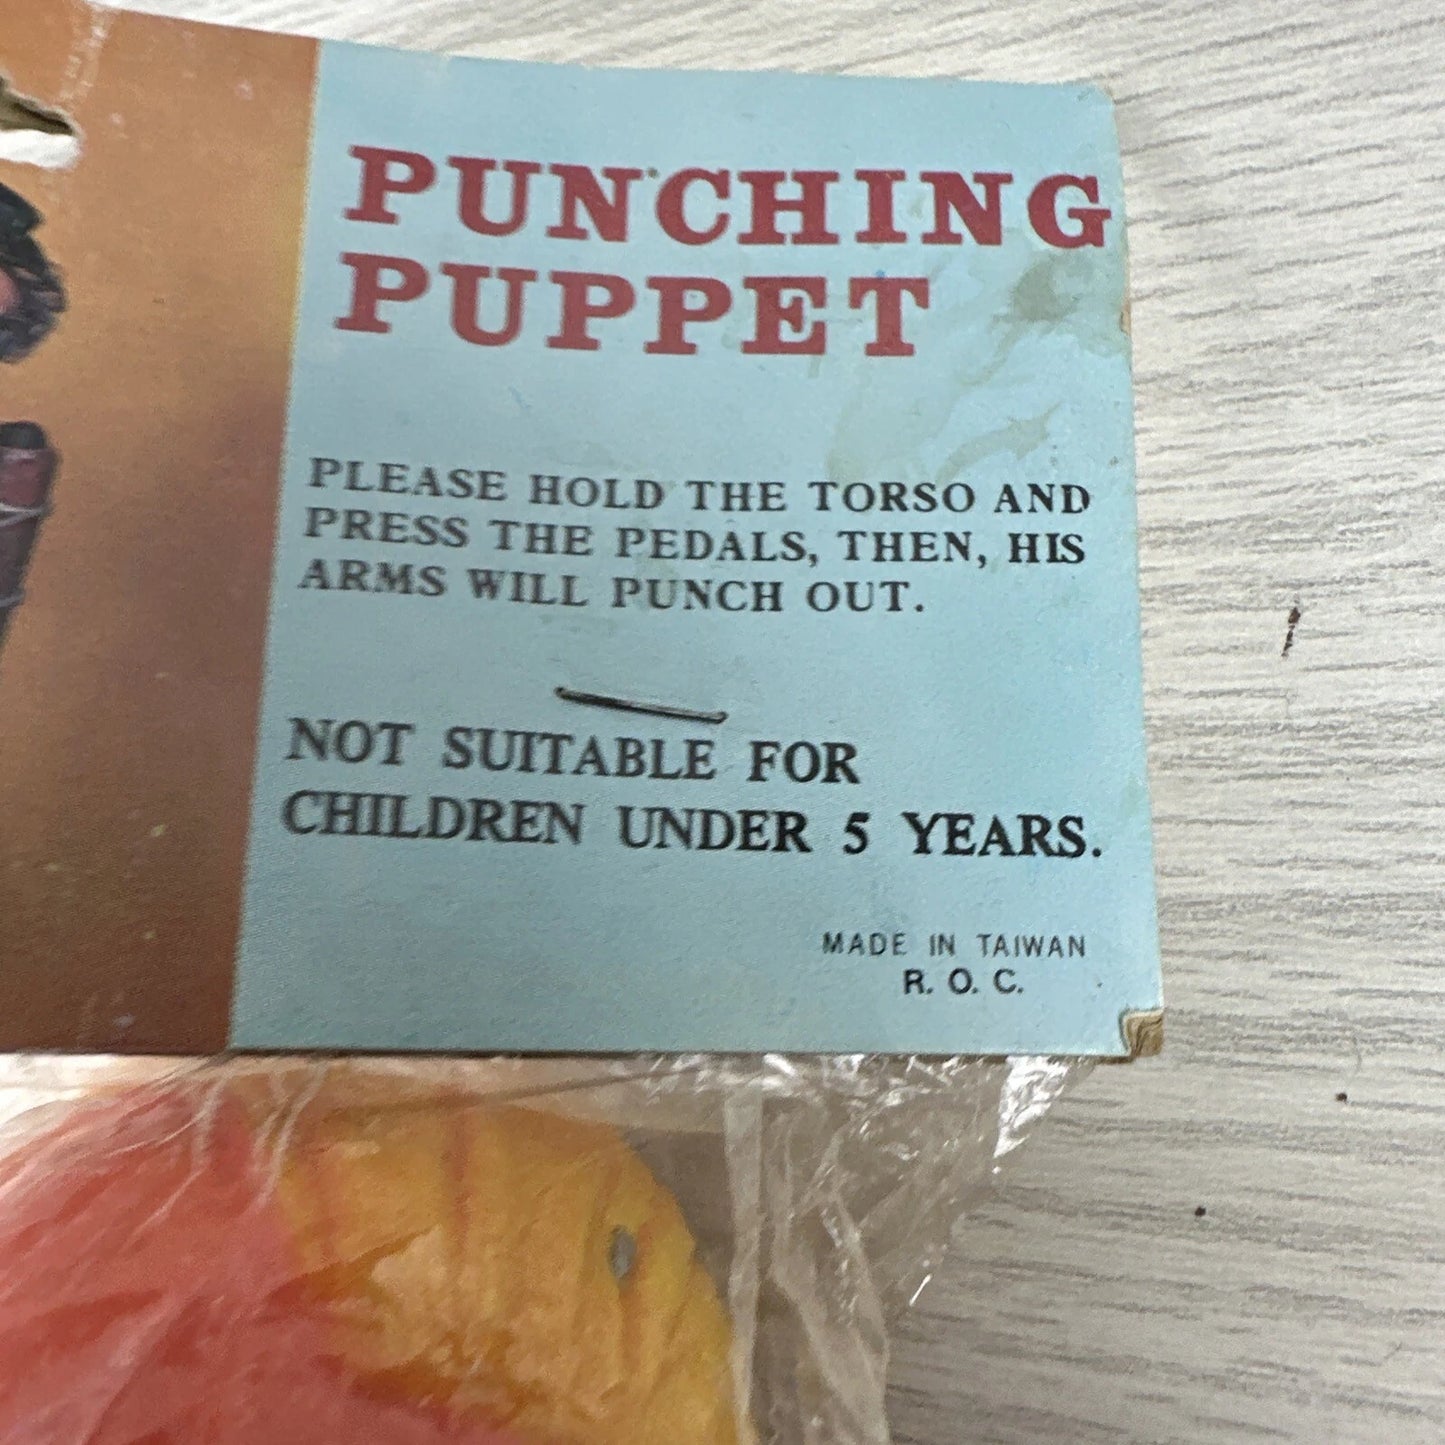 PUNCHING
PUPPET
PLEASE HOLD THE TORSO AND
PRESS THE PEDALS, THEN, HIS
ARMS WILL PUNCH OUT.
NOT SUITABLE FOR
CHILDREN UNDER 5 YEARS.
MADE IN TAIWAN
R. O. C.